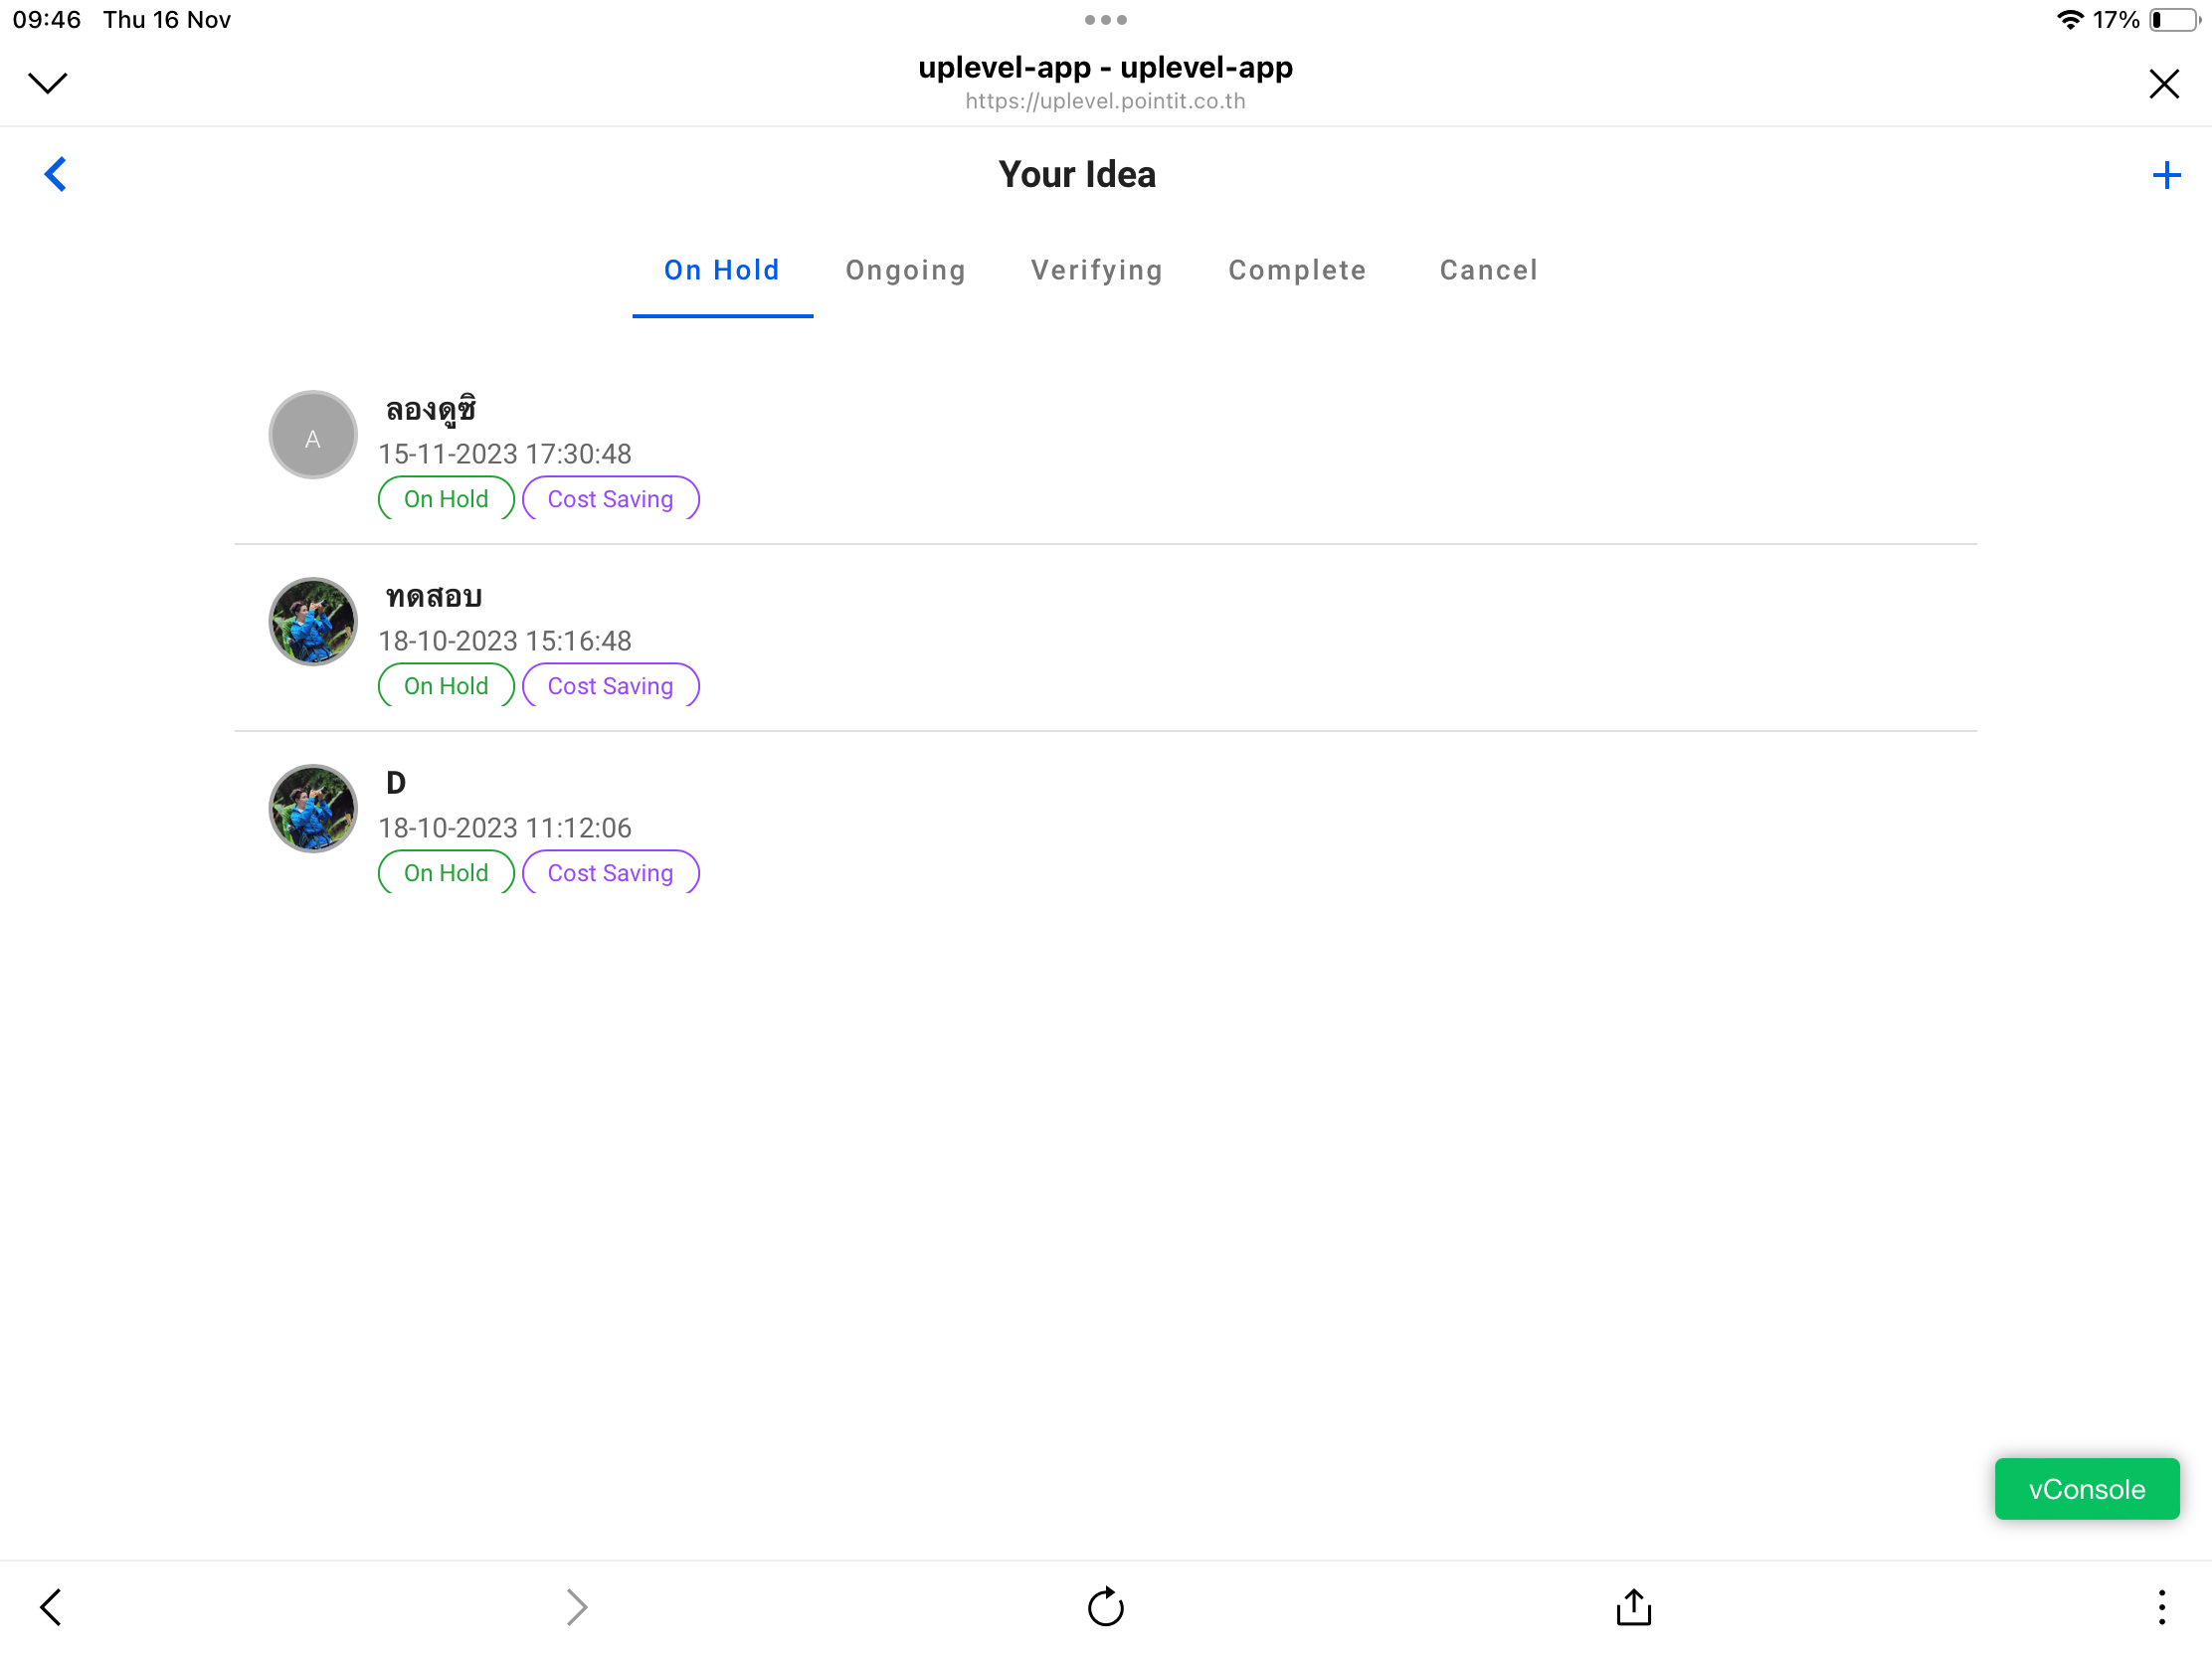 09:46 Thu 16 Nov 17%
uplevel-app - uplevel-app
https://uplevel.pointit.co.th
Your Idea
On Hold Ongoing Verifying Complete Cancel
A
ลองดูซิ
15-11-2023 17:30:48
On Hold Cost Saving
ทดสอบ
18-10-2023 15:16:48
On Hold Cost Saving
D
18-10-2023 11:12:06
On Hold Cost Saving
vConsole